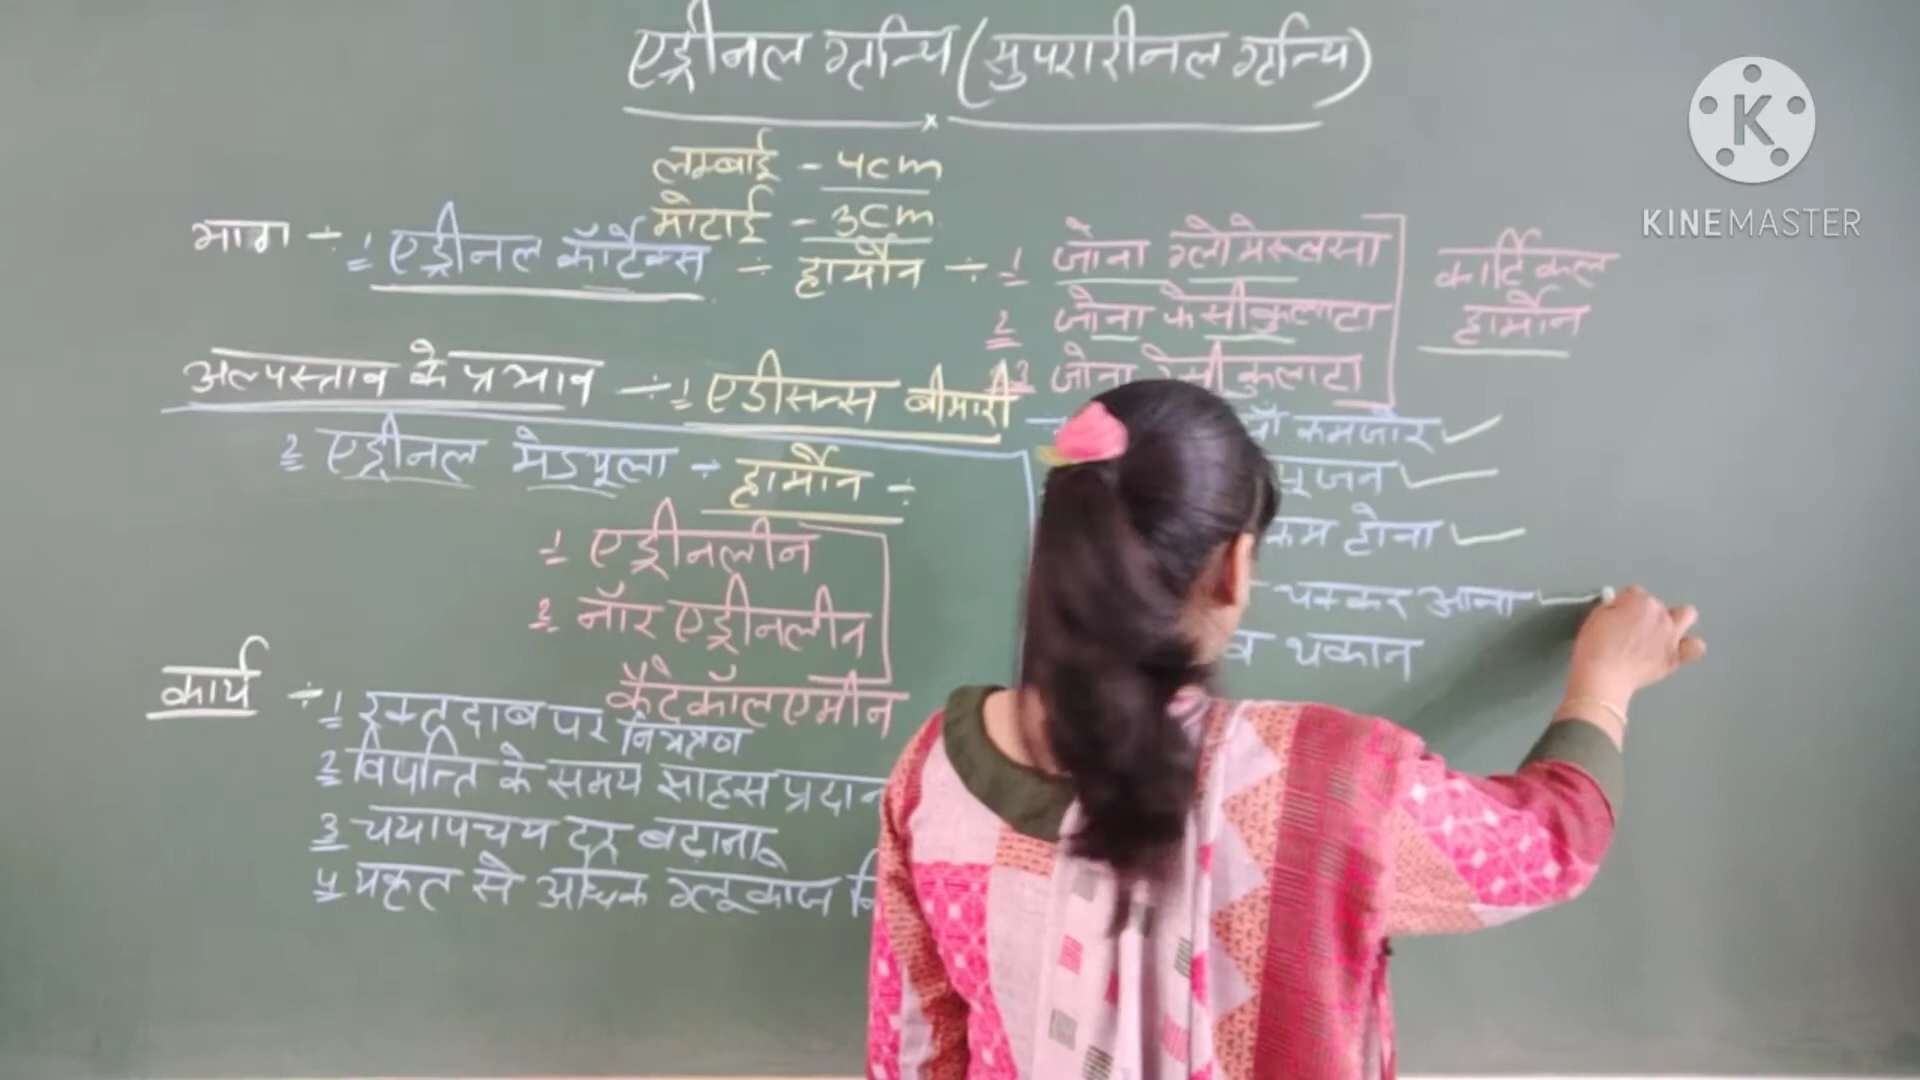 एड्रीनल ग्रन्थि (सुपरारीनल ग्रन्थि)
लम्बाई - 4cm
मोटाई - 3cm
भाग ÷ 1 एड्रीनल कॉर्टेक्स ÷ हार्मोन ÷ 1 जोना ग्लोमेरूलसा
2 जोना फेसीकुलाटा
3 जोना रेसीकुलाटा
कार्टिकल
हार्मोन
अल्पस्त्राव के प्रभाव ÷ 1 एडीसन्स बीमारी
कमजोर
सूजन
कम होना
चक्कर आना
व थकान
2 एड्रीनल मेड्यूला ÷ हार्मोन ÷
1 एड्रीनलीन
2 नॉर एड्रीनलीन
कैटेकॉलएमीन
कार्य ÷ 1 रक्तदाब पर नियंत्रण
2 विपत्ति के समय साहस प्रदान
3 चयापचय दर बढ़ाना
4 यकृत से अधिक ग्लूकोज
KINEMASTER